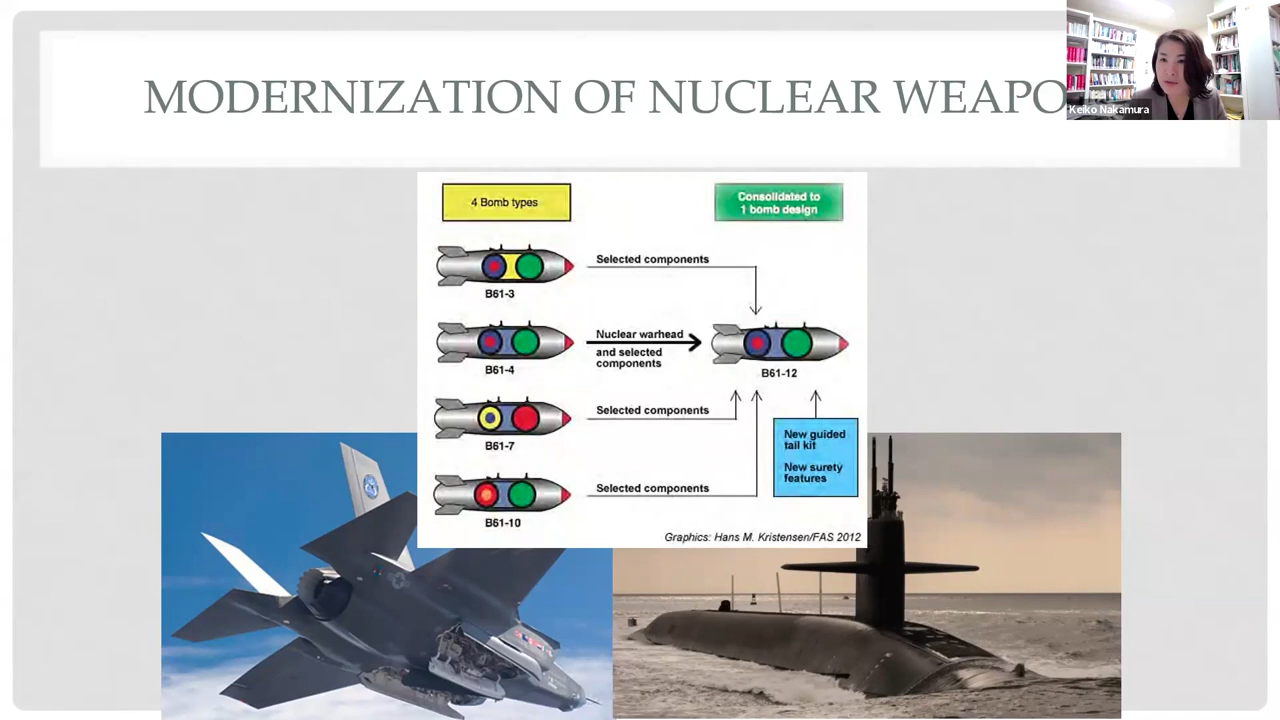 MODERNIZATION OF NUCLEAR WEAPO
Keiko Nakamura
4 Bomb types
Consolidated to
1 bomb design
Selected components
B61-3
Nuclear warhead
and selected
components
B61-4
B61-12
Selected components
B61-7
New guided
tail kit
New surety
features
Selected components
B61-10
Graphics: Hans M. Kristensen/FAS 2012